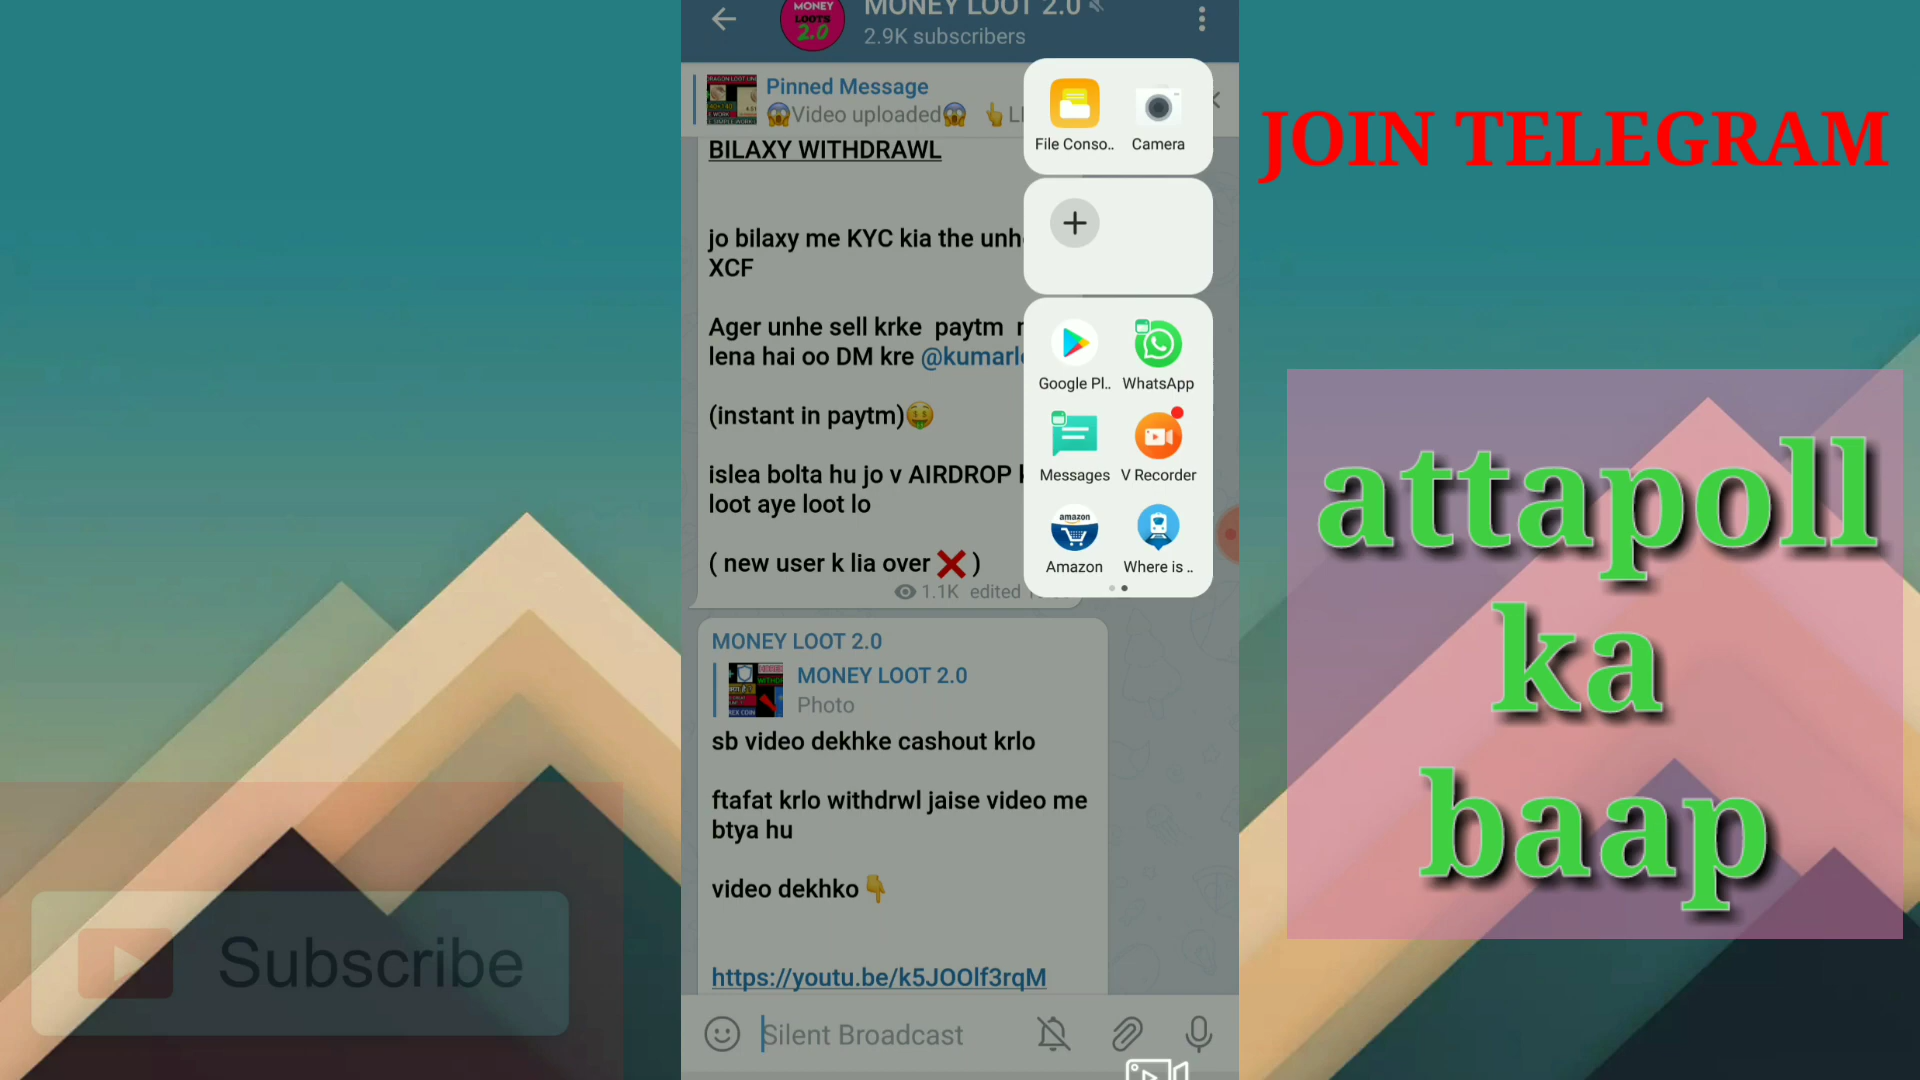 MONEY LOOT 2.0
MONEY
LOOTS
2.0
2.9K subscribers
Pinned Message
😱Video uploaded😱 👆
BILAXY WITHDRAWL
jo bilaxy me KYC kia the
XCF
Ager unhe sell krke paytm
lena hai oo DM kre
(instant in paytm)🤑
islea bolta hu jo v AIRDROP
loot aye loot lo
( new user k lia over ❌ )
1.1K edited
MONEY LOOT 2.0
MONEY LOOT 2.0
Photo
sb video dekhke cashout krlo
ftafat krlo withdrwl jaise video me
btya hu
video dekhko 👇
https://youtu.be/k5JOOlf3rqM
Silent Broadcast
File Conso.. Camera
Google Pl.. WhatsApp
Messages V Recorder
amazon
Amazon Where is ..
JOIN TELEGRAM
attapoll
ka
baap
Subscribe